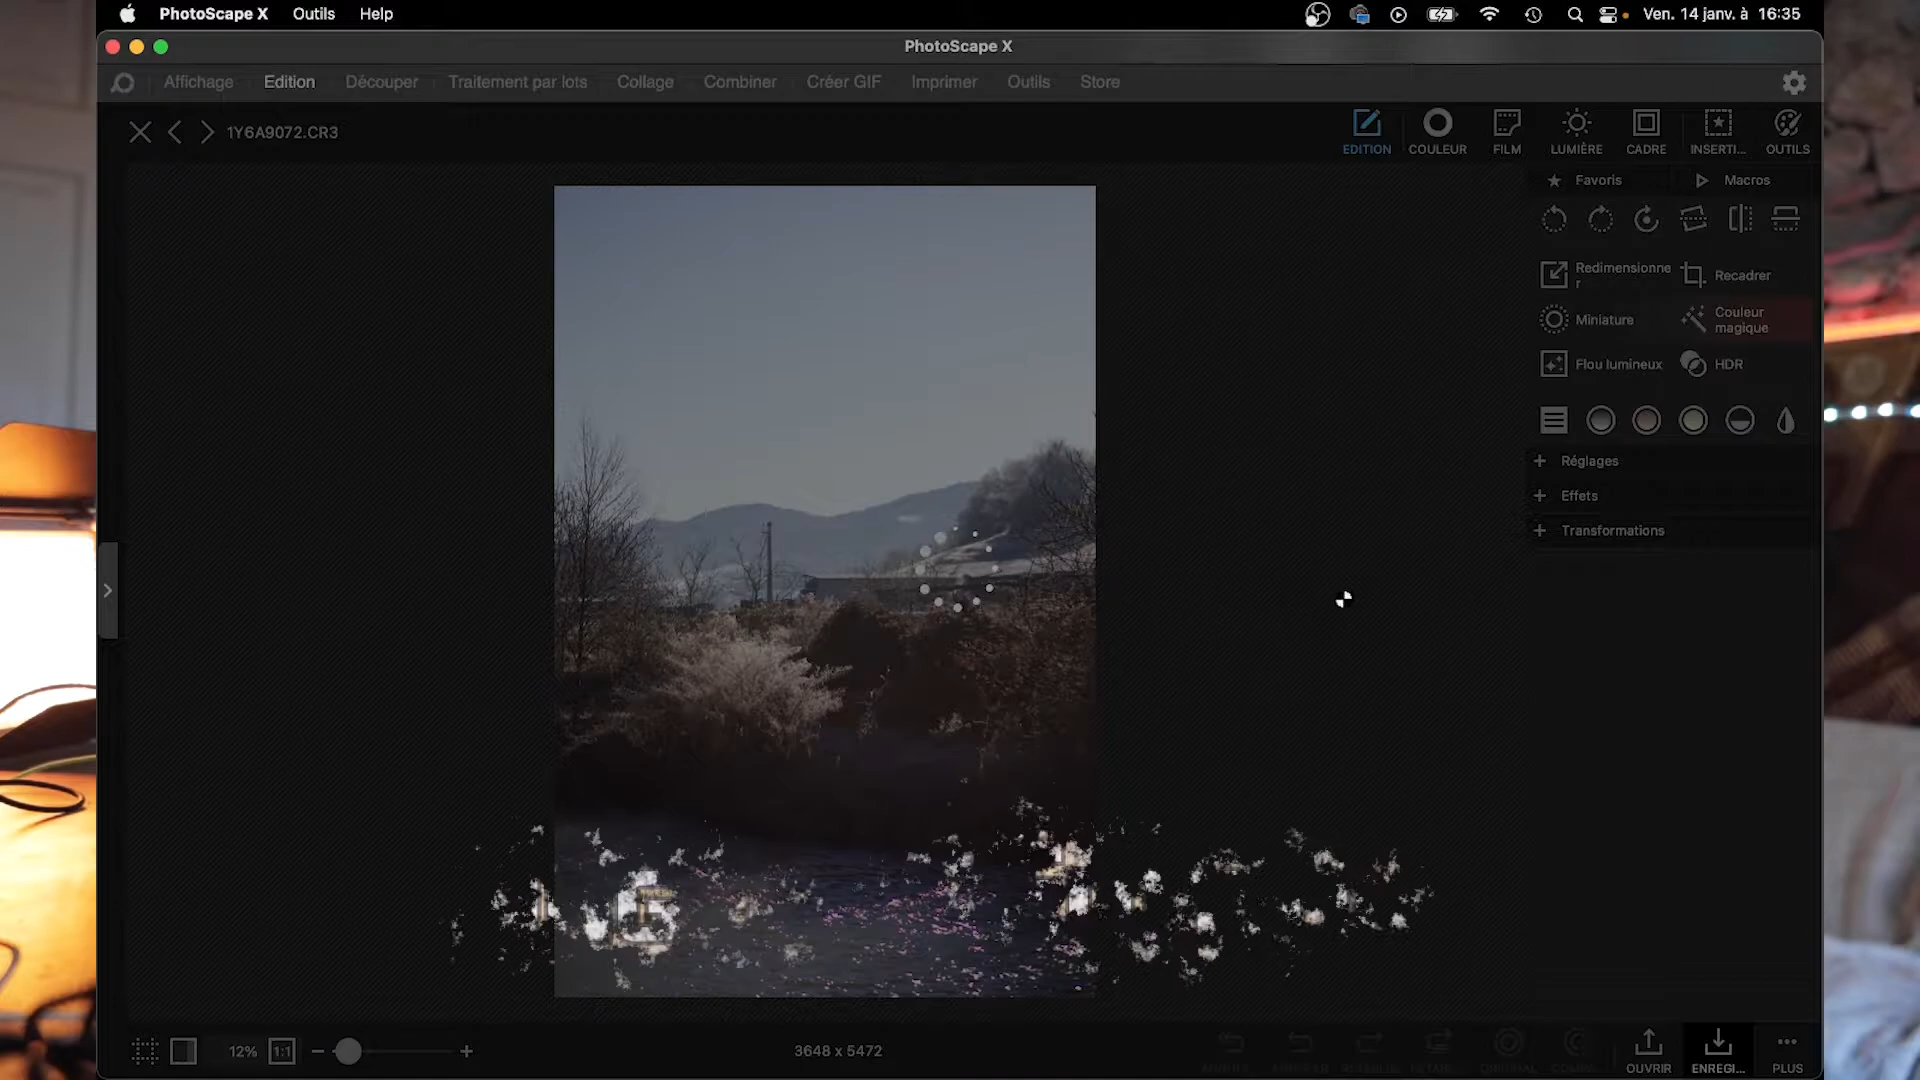 PhotoScape X Outils Help Ven. 14 janv. à 16:35
PhotoScape X
Affichage Edition Découper Traitement par lots Collage Combiner Créer GIF Imprimer Outils Store
1Y6A9072.CR3
EDITION COULEUR FILM LUMIÈRE CADRE INSERTI... OUTILS
Favoris Macros
Redimensionne
r
Recadrer
Miniature
Couleur
magique
Flou lumineux HDR
Réglages
Effets
Transformations
12% 1:1 3648 x 5472
OUVRIR ENREGI... PLUS